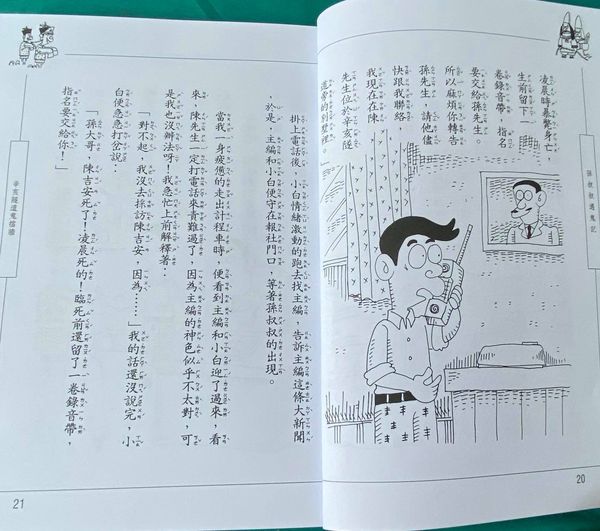 孫叔叔遇鬼記
凌晨時暴斃身亡，
生前留下一
卷錄音帶，指名
要交給孫先生。
所以麻煩你轉告
孫先生，請他儘
快跟我聯絡，
我現在在陳
先生位於辛亥隧
道旁的別墅裡。」
20
掛上電話後，小白情緒激動的跑去找主編，告訴主編這條大新聞
，於是，主編和小白便守在報社門口，等著孫叔叔的出現。
當我一身疲憊的走出計程車時，便看到主編和小白迎了過來，看
來，陳先生一定打電話來責難過了，因為主編的神色似乎不太對，可
是我也沒辦法呀！我急忙上前解釋著：
「對不起，我沒去採訪陳吉安，因為……」我的話還沒說完，小
白便急急打岔說：
「孫大哥，陳吉安死了！凌晨死的！臨死前還留了一卷錄音帶，
指名要交給你！」
辛亥隧道鬼檔牆
21